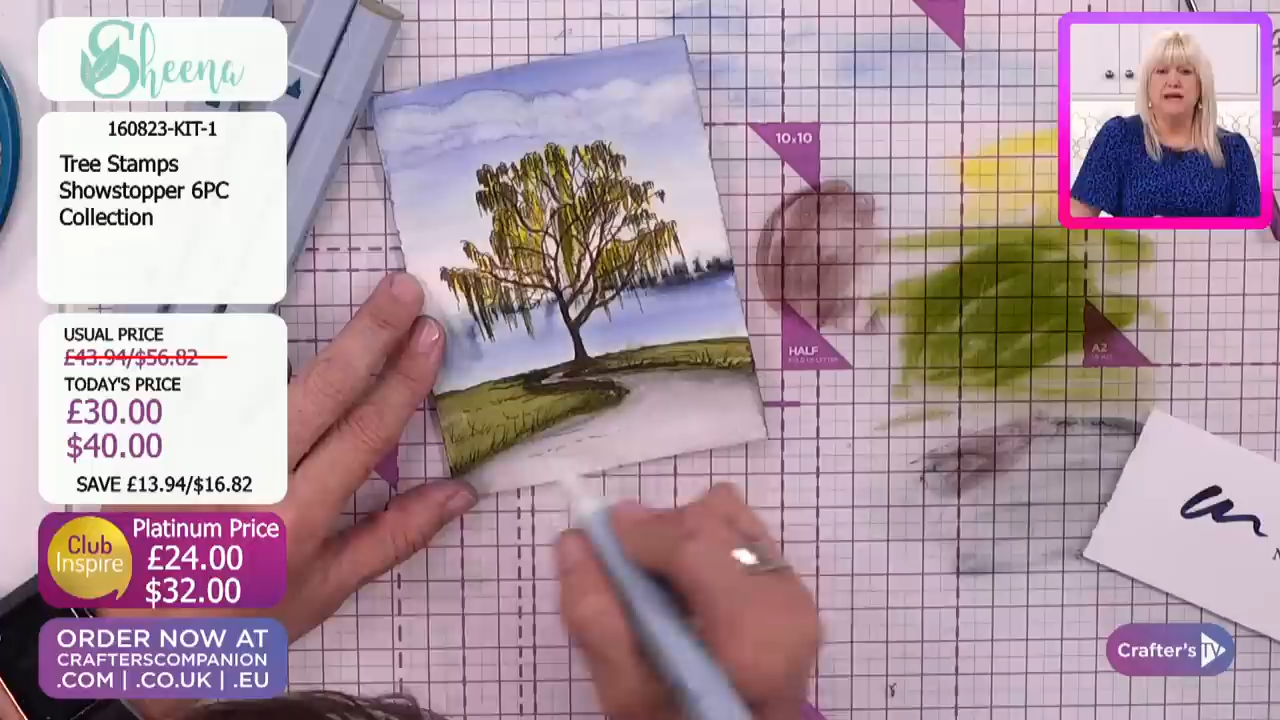 Sheena
160823-KIT-1
Tree Stamps
Showstopper 6PC
Collection
USUAL PRICE
£43.94/$56.82
TODAY'S PRICE
£30.00
$40.00
SAVE £13.94/$16.82
Club
Inspire
Platinum Price
£24.00
$32.00
ORDER NOW AT
CRAFTERSCOMPANION
.COM | .CO.UK | .EU
10x10
HALF
A2
Crafter's TV